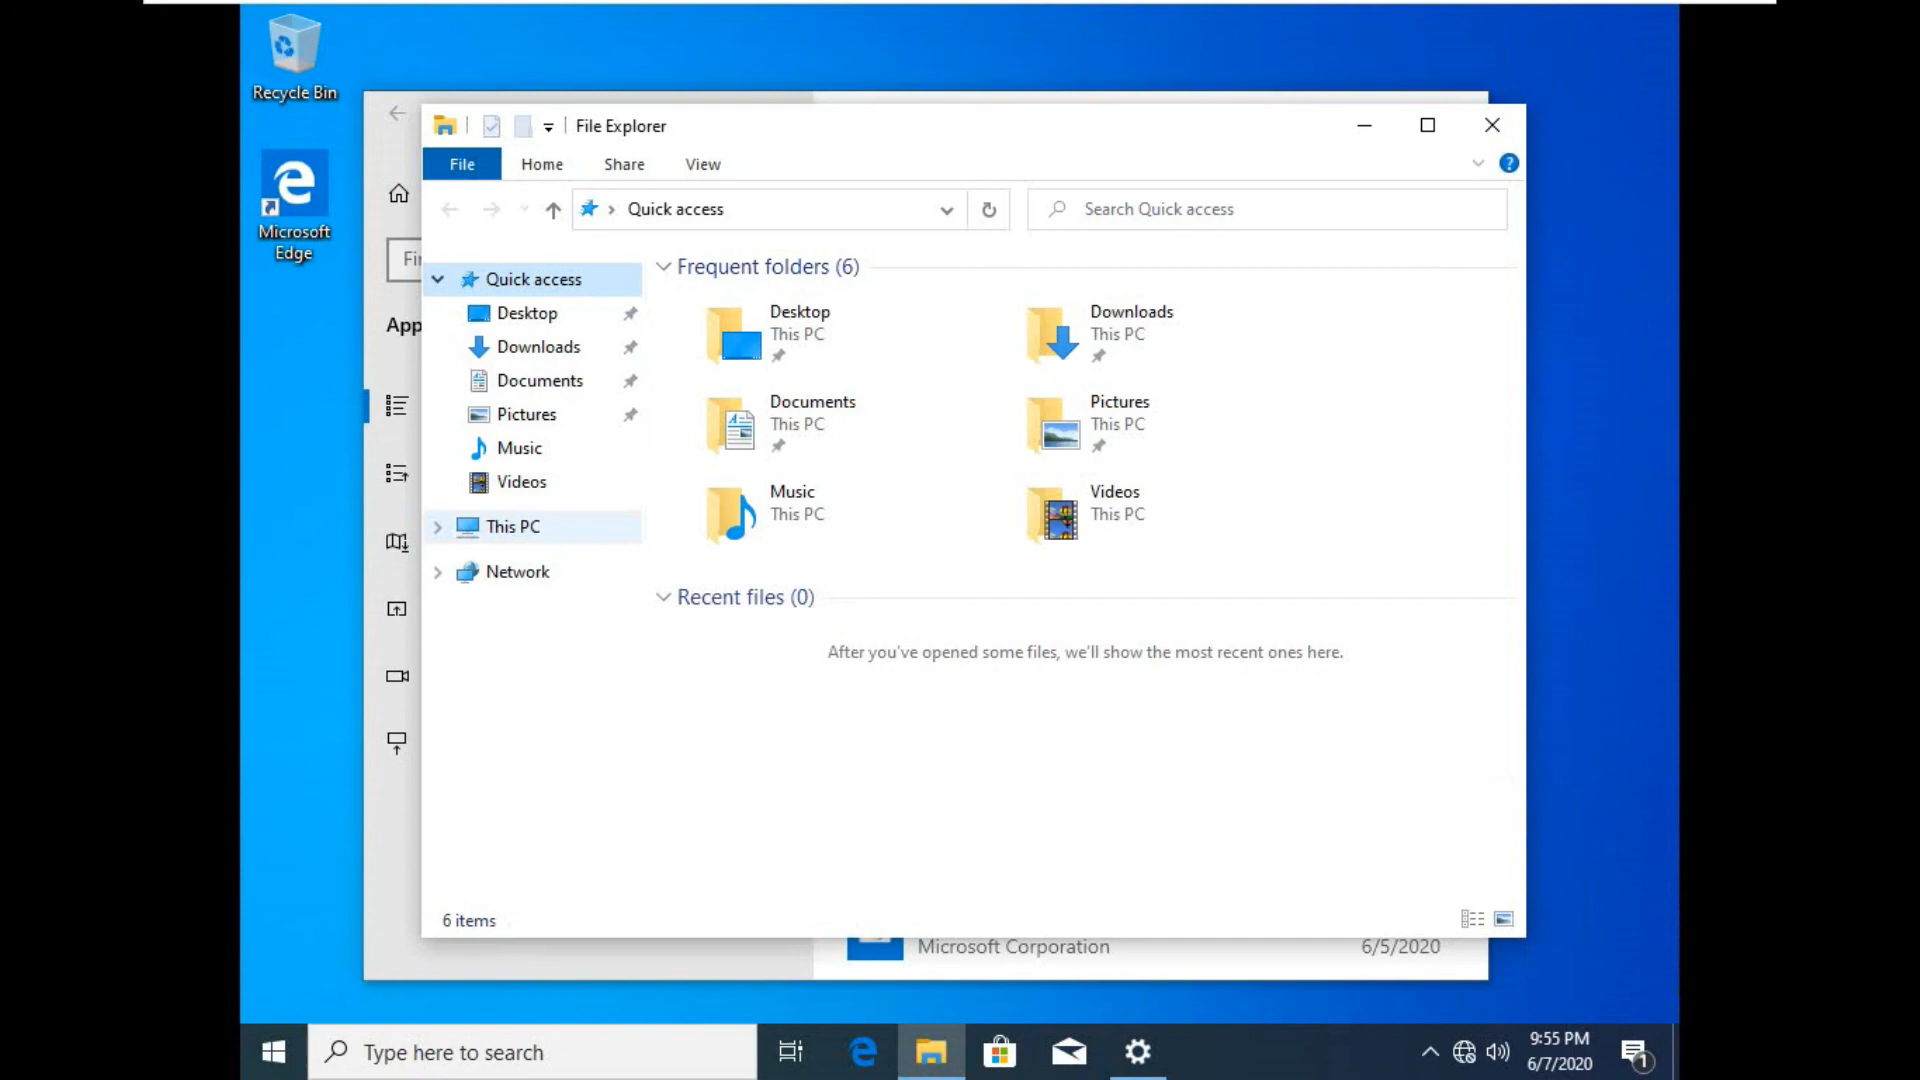 Recycle Bin
Microsoft
Edge
File Explorer
File
Home
Share
View
Quick access
Search Quick access
Fi
App
Quick access
Desktop
Downloads
Documents
Pictures
Music
Videos
This PC
Network
Frequent folders (6)
Desktop
This PC
Downloads
This PC
Documents
This PC
Pictures
This PC
Music
This PC
Videos
This PC
Recent files (0)
After you've opened some files, we'll show the most recent ones here.
6 items
Microsoft Corporation
6/5/2020
Type here to search
9:55 PM
6/7/2020
1